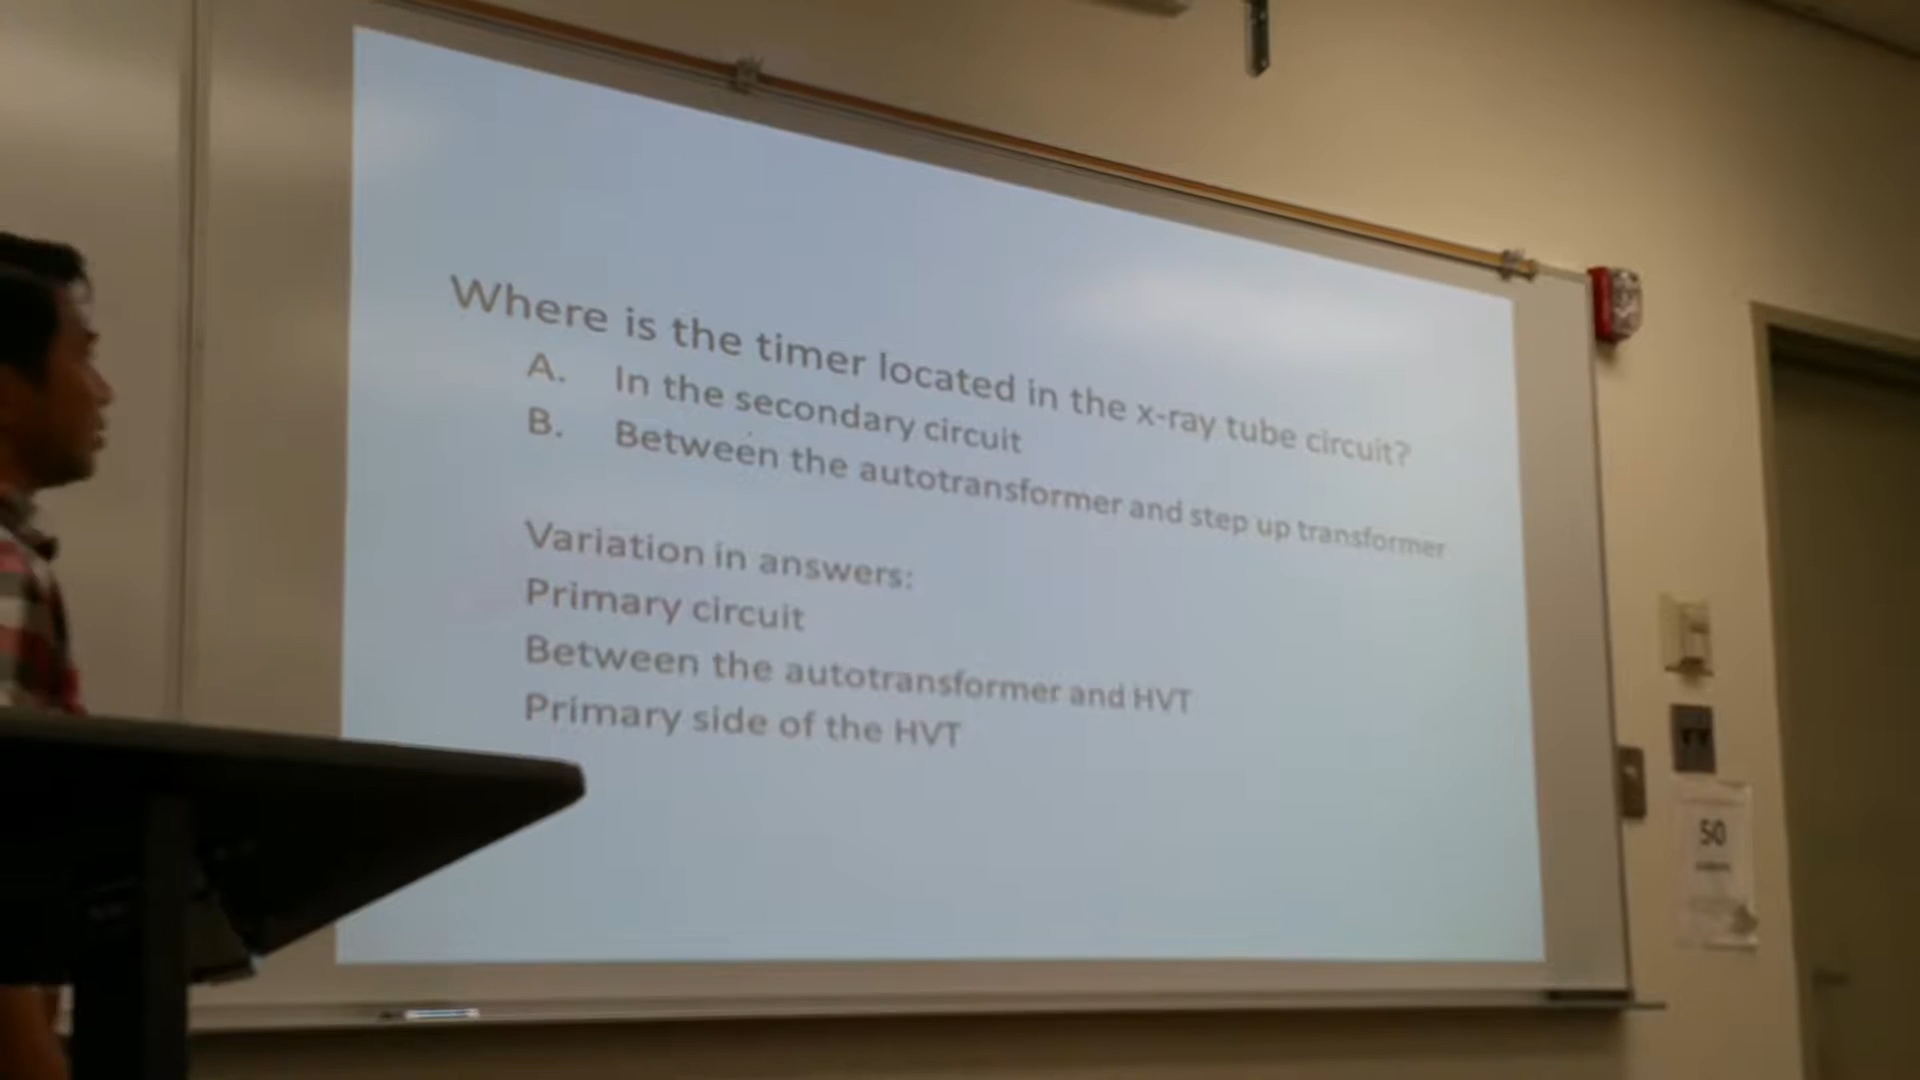 Where is the timer located in the x-ray tube circuit?
A. In the secondary circuit
B. Between the autotransformer and step up transformer
Variation in answers:
Primary circuit
Between the autotransformer and HVT
Primary side of the HVT
50